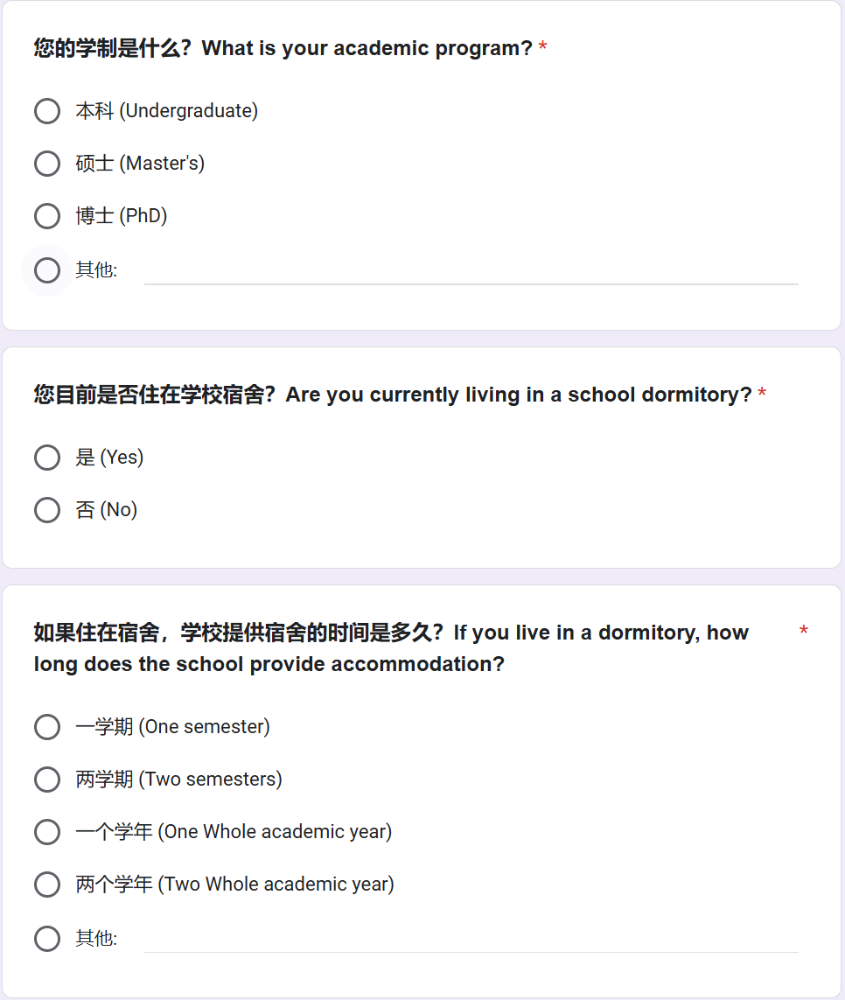 您的学制是什么？What is your academic program? *
本科 (Undergraduate)
硕士 (Master's)
博士 (PhD)
其他:
您目前是否住在学校宿舍？Are you currently living in a school dormitory? *
是 (Yes)
否 (No)
如果住在宿舍，学校提供宿舍的时间是多久？If you live in a dormitory, how *
long does the school provide accommodation?
一学期 (One semester)
两学期 (Two semesters)
一个学年 (One Whole academic year)
两个学年 (Two Whole academic year)
其他: